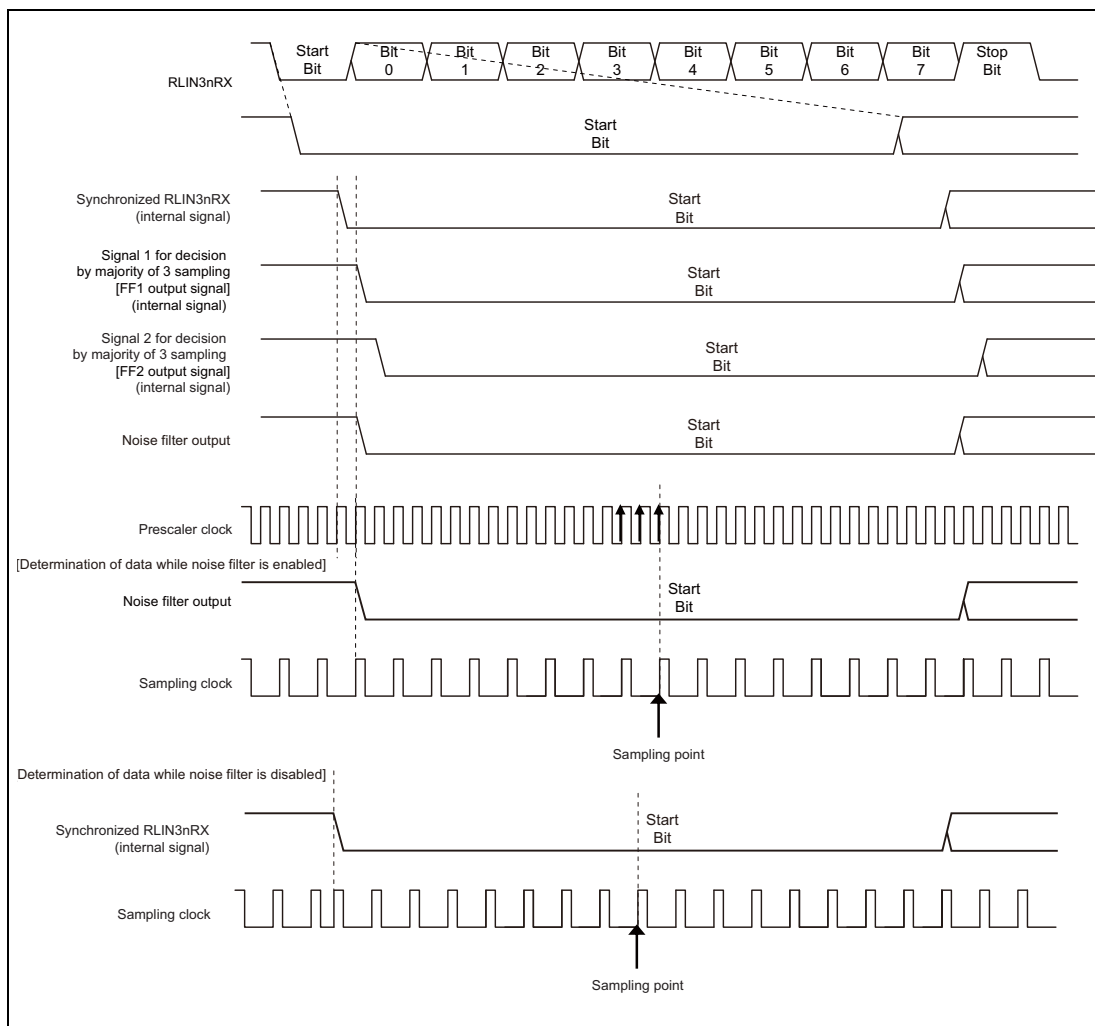 RLIN3nRX
Start
Bit
Bit
0
Bit
1
Bit
2
Bit
3
Bit
4
Bit
5
Bit
6
Bit
7
Stop
Bit
Start
Bit
Synchronized RLIN3nRX
(internal signal)
Start
Bit
Signal 1 for decision
by majority of 3 sampling
[FF1 output signal]
(internal signal)
Start
Bit
Signal 2 for decision
by majority of 3 sampling
[FF2 output signal]
(internal signal)
Start
Bit
Noise filter output
Start
Bit
Prescaler clock
[Determination of data while noise filter is enabled]
Noise filter output
Start
Bit
Sampling clock
Sampling point
Determination of data while noise filter is disabled]
Synchronized RLIN3nRX
(internal signal)
Start
Bit
Sampling clock
Sampling point